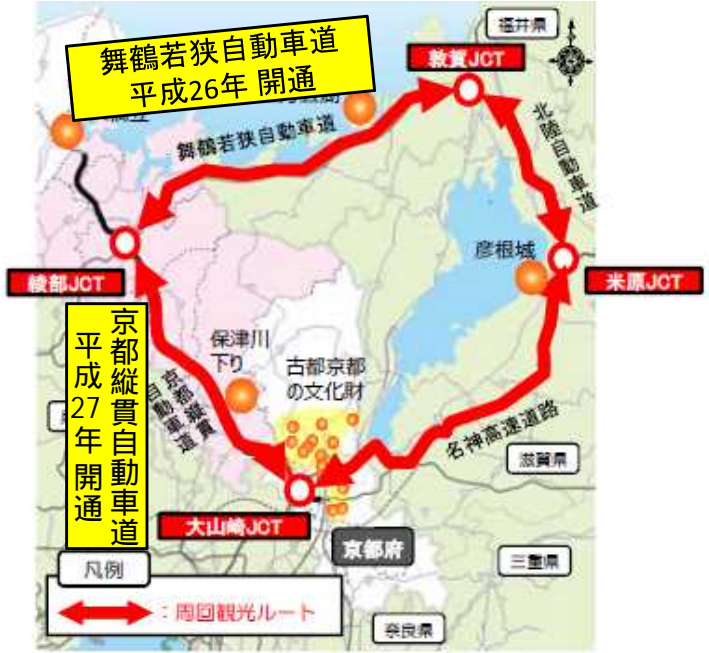 舞鶴若狭自動車道
平成26年 開通
福井県
敦賀JCT
舞鶴若狭自動車道
北陸自動車道
綾部JCT
彦根城
米原JCT
京都縦貫自動車道
平成27年 開通
保津川
下り
古都京都
の文化財
京都縦貫
自動車道
名神高速道路
滋賀県
大山崎JCT
京都府
三重県
凡例
:周回観光ルート
奈良県